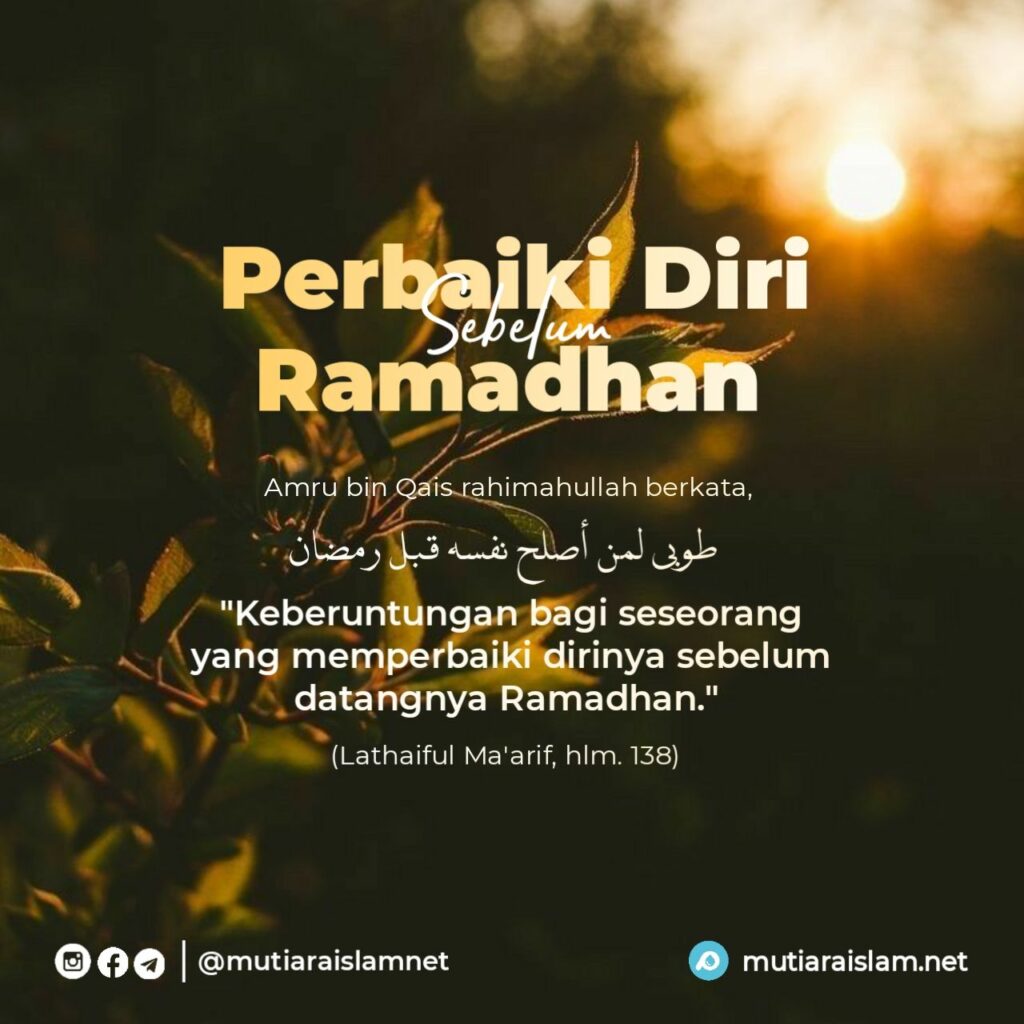 Perbaiki Diri
Sebelum
Ramadhan
Amru bin Qais rahimahullah berkata,
طوبى لمن أصلح نفسه قبل رمضان
"Keberuntungan bagi seseorang
yang memperbaiki dirinya sebelum
datangnya Ramadhan."
(Lathaiful Ma'arif, hlm. 138)
@mutiaraislamnet
mutiaraislam.net